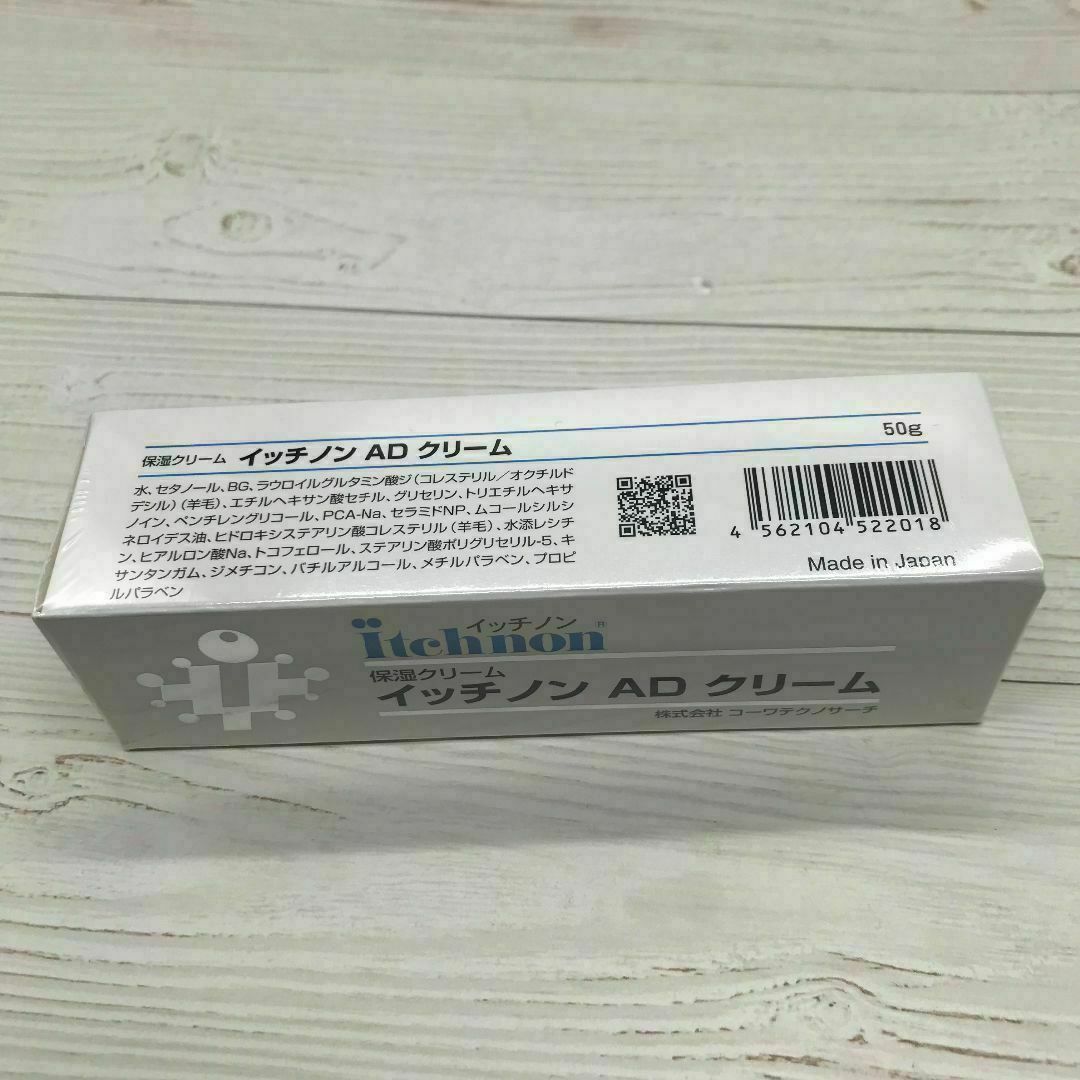 保湿クリーム イッチノン AD クリーム 50g
水、セタノール、BG、ラウロイルグルタミン酸ジ(コレステリル/オクチルド
デシル)(羊毛)、エチルヘキサン酸セチル、グリセリン、トリエチルヘキサ
ノイン、ペンチレングリコール、PCA-Na、セラミドNP、ムコールシルシ
ネロイデス油、ヒドロキシステアリン酸コレステリル(羊毛)、水添レシチ
ン、ヒアルロン酸Na、トコフェロール、ステアリン酸ポリグリセリル-5、キ
サンタンガム、ジメチコン、バチルアルコール、メチルパラベン、プロピ
ルパラベン
4 562104 522018
Made in Japan
イッチノン
itchnon®
保湿クリーム
イッチノン AD クリーム
株式会社 コーワテクノサーチ